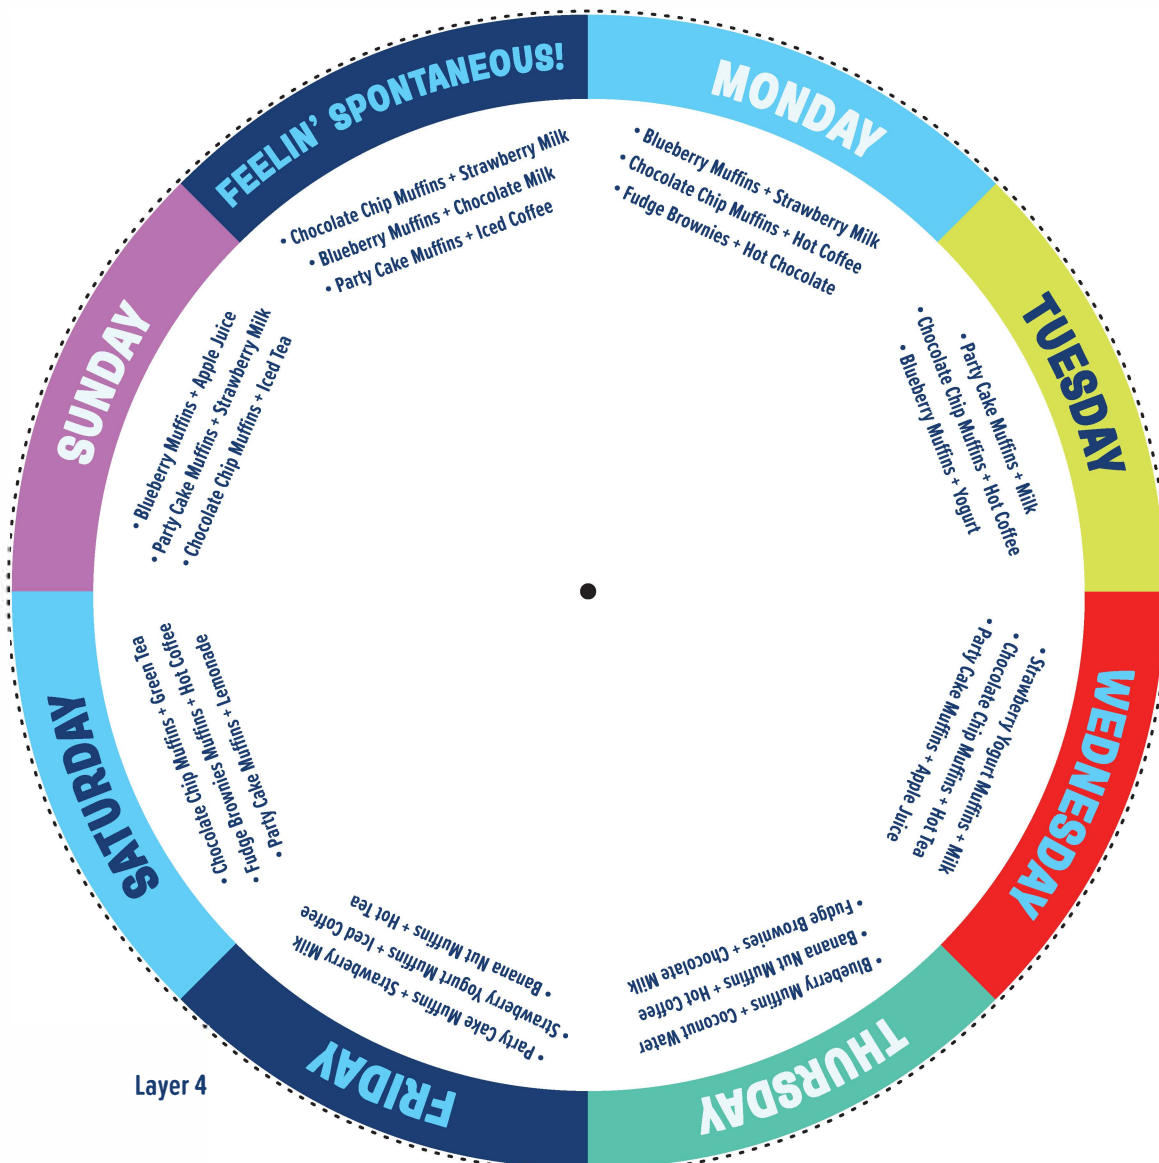 FEELIN' SPONTANEOUS!
• Chocolate Chip Muffins + Strawberry Milk
• Blueberry Muffins + Chocolate Milk
• Party Cake Muffins + Iced Coffee
MONDAY
• Blueberry Muffins + Strawberry Milk
• Chocolate Chip Muffins + Hot Coffee
• Fudge Brownies + Hot Chocolate
TUESDAY
• Party Cake Muffins + Milk
• Chocolate Chip Muffins + Hot Coffee
• Blueberry Muffins + Yogurt
WEDNESDAY
• Strawberry Yogurt Muffins + Milk
• Chocolate Chip Muffins + Hot Tea
• Party Cake Muffins + Apple Juice
THURSDAY
• Blueberry Muffins + Coconut Water
• Banana Nut Muffins + Hot Coffee
• Fudge Brownies + Chocolate Milk
FRIDAY
• Party Cake Muffins + Strawberry Milk
• Strawberry Yogurt Muffins + Iced Coffee
• Banana Nut Muffins + Hot Tea
SATURDAY
• Chocolate Chip Muffins + Green Tea
• Fudge Brownies Muffins + Hot Coffee
• Party Cake Muffins + Lemonade
SUNDAY
• Blueberry Muffins + Apple Juice
• Party Cake Muffins + Strawberry Milk
• Chocolate Chip Muffins + Iced Tea
Layer 4